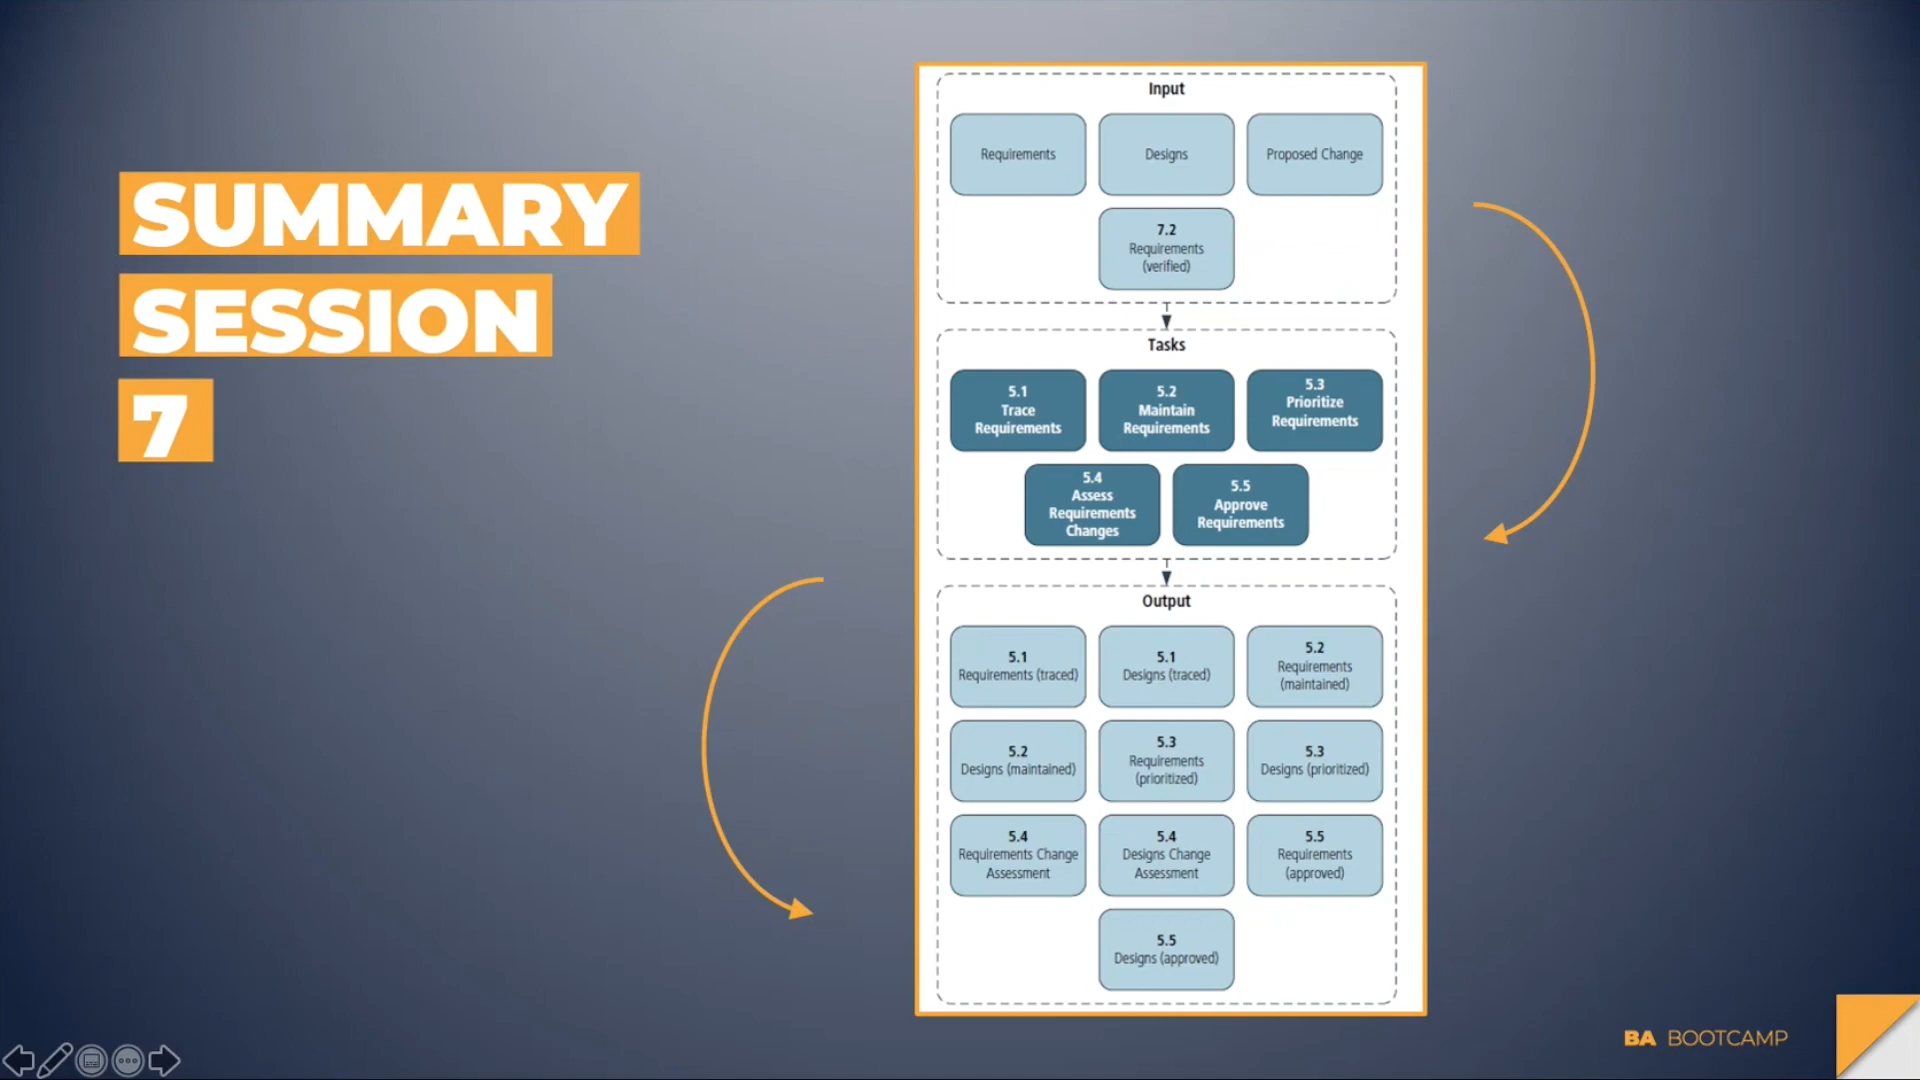 SUMMARY
SESSION
7
Input
Requirements
Designs
Proposed Change
7.2
Requirements
(verified)
Tasks
5.1
Trace
Requirements
5.2
Maintain
Requirements
5.3
Prioritize
Requirements
5.4
Assess
Requirements
Changes
5.5
Approve
Requirements
Output
5.1
Requirements (traced)
5.1
Designs (traced)
5.2
Requirements
(maintained)
5.2
Designs (maintained)
5.3
Requirements
(prioritized)
5.3
Designs (prioritized)
5.4
Requirements Change
Assessment
5.4
Designs Change
Assessment
5.5
Requirements
(approved)
5.5
Designs (approved)
BA BOOTCAMP